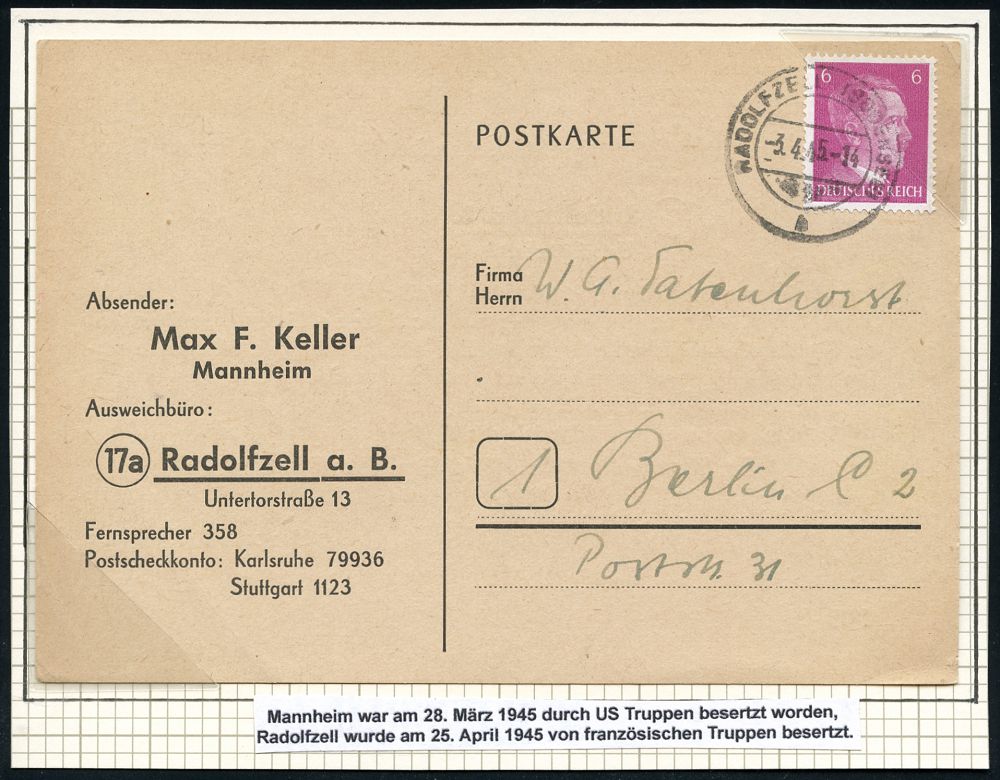 POSTKARTE
RADOLFZELL
-3.4.45.-14
6 6
DEUTSCHES REICH
Absender:
Max F. Keller
Mannheim
Ausweichbüro:
17a Radolfzell a. B.
Untertorstraße 13
Fernsprecher 358
Postscheckkonto: Karlsruhe 79936
Stuttgart 1123
Firma
Herrn W. A. Tatenhorst
1 Berlin C 2
Poststr. 31
Mannheim war am 28. März 1945 durch US Truppen besertzt worden,
Radolfzell wurde am 25. April 1945 von französischen Truppen besertzt.